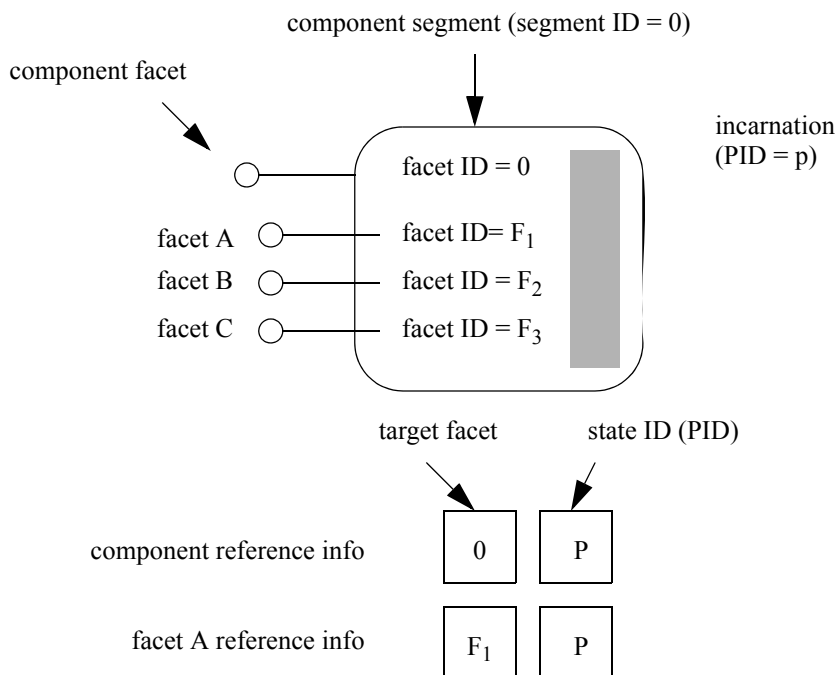 component segment (segment ID = 0)
component facet
incarnation
(PID = p)
facet ID = 0
facet A
facet ID= F1
facet B
facet ID = F2
facet C
facet ID = F3
target facet
state ID (PID)
component reference info
0
P
facet A reference info
F1
P